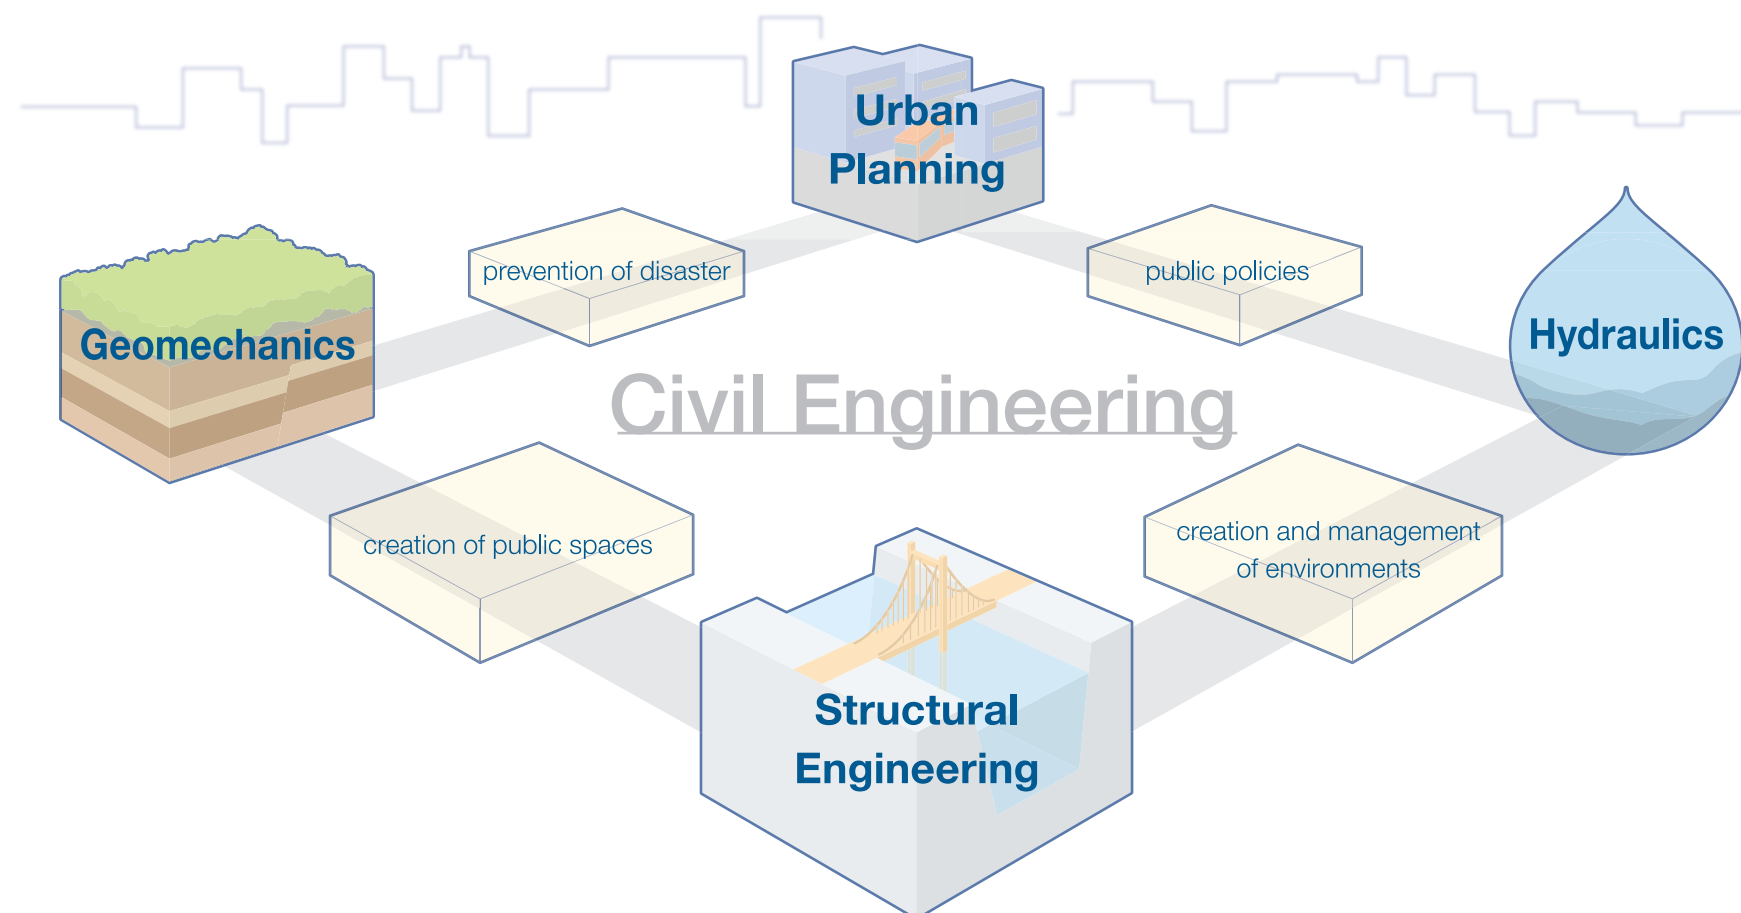 Urban
Planning
prevention of disaster
public policies
Geomechanics
Hydraulics
Civil Engineering
creation of public spaces
creation and management
of environments
Structural
Engineering